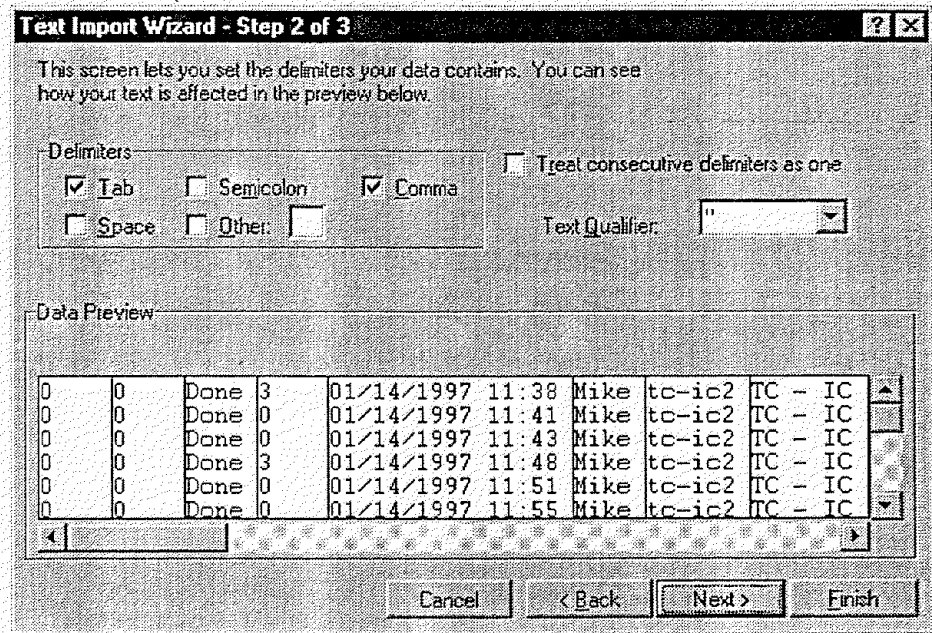 Text Import Wizard - Step 2 of 3
This screen lets you set the delimiters your data contains. You can see
how your text is affected in the preview below.
Delimiters
Treat consecutive delimiters as one
Tab Semicolon Comma
Space Other: Text Qualifier: "
Data Preview
0 0 Done 3 01/14/1997 11:38 Mike tc-ic2 TC - IC
0 0 Done 0 01/14/1997 11:41 Mike tc-ic2 TC - IC
0 0 Done 0 01/14/1997 11:43 Mike tc-ic2 TC - IC
0 0 Done 3 01/14/1997 11:48 Mike tc-ic2 TC - IC
0 0 Done 0 01/14/1997 11:51 Mike tc-ic2 TC - IC
0 0 Done 0 01/14/1997 11:55 Mike tc-ic2 TC - IC
Cancel < Back Next > Finish